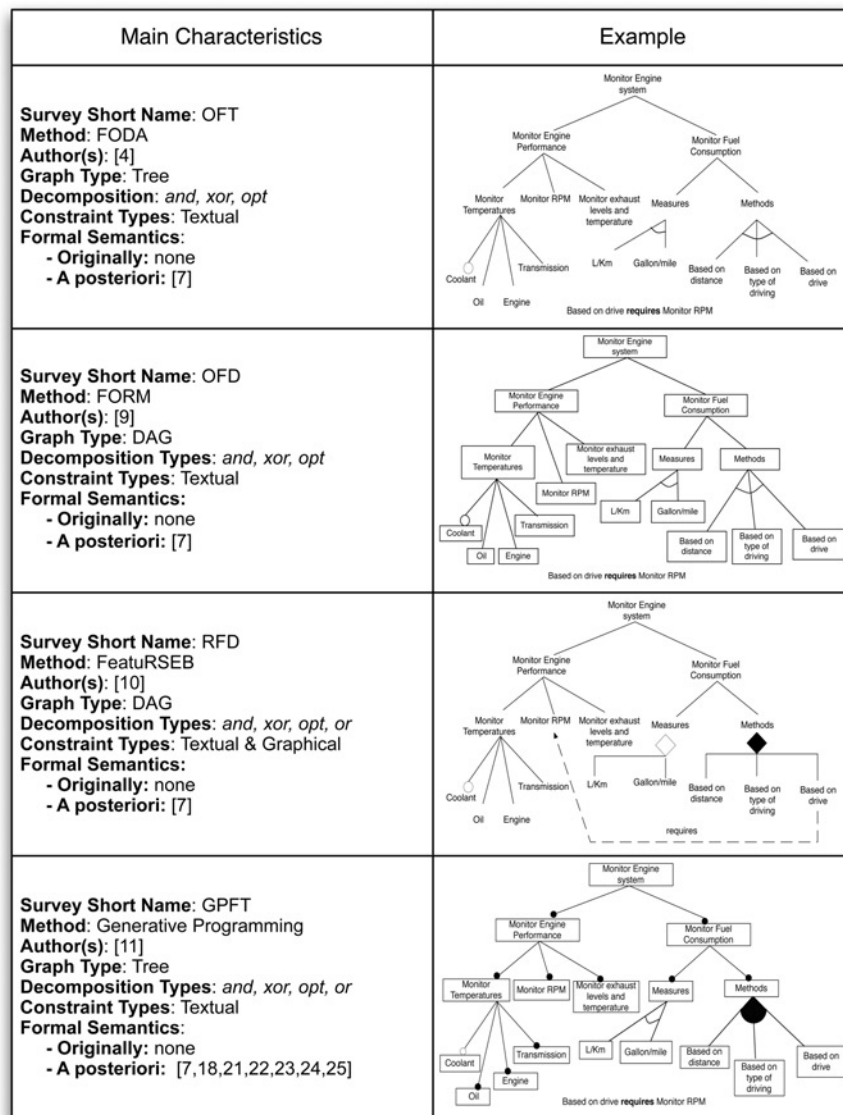 Main Characteristics
Example
Survey Short Name: OFT
Method: FODA
Author(s): [4]
Graph Type: Tree
Decomposition: and, xor, opt
Constraint Types: Textual
Formal Semantics:
- Originally: none
- A posteriori: [7]
Monitor Engine
system
Monitor Engine
Performance
Monitor Fuel
Consumption
Monitor
Temperatures
Monitor RPM
Monitor exhaust
levels and
temperature
Measures
Methods
Coolant
Oil
Engine
Transmission
L/Km
Gallon/mile
Based on
distance
Based on
type of
driving
Based on
drive
Based on drive requires Monitor RPM
Survey Short Name: OFD
Method: FORM
Author(s): [9]
Graph Type: DAG
Decomposition Types: and, xor, opt
Constraint Types: Textual
Formal Semantics:
- Originally: none
- A posteriori: [7]
Monitor Engine
system
Monitor Engine
Performance
Monitor Fuel
Consumption
Monitor
Temperatures
Monitor RPM
Monitor exhaust
levels and
temperature
Measures
Methods
Coolant
Oil
Engine
Transmission
L/Km
Gallon/mile
Based on
distance
Based on
type of
driving
Based on
drive
Based on drive requires Monitor RPM
Survey Short Name: RFD
Method: FeatuRSEB
Author(s): [10]
Graph Type: DAG
Decomposition Types: and, xor, opt, or
Constraint Types: Textual & Graphical
Formal Semantics:
- Originally: none
- A posteriori: [7]
Monitor Engine
system
Monitor Engine
Performance
Monitor Fuel
Consumption
Monitor
Temperatures
Monitor RPM
Monitor exhaust
levels and
temperature
Measures
Methods
Coolant
Oil
Engine
Transmission
L/Km
Gallon/mile
Based on
distance
Based on
type of
driving
Based on
drive
requires
Survey Short Name: GPFT
Method: Generative Programming
Author(s): [11]
Graph Type: Tree
Decomposition Types: and, xor, opt, or
Constraint Types: Textual
Formal Semantics:
- Originally: none
- A posteriori: [7,18,21,22,23,24,25]
Monitor Engine
system
Monitor Engine
Performance
Monitor Fuel
Consumption
Monitor
Temperatures
Monitor RPM
Monitor exhaust
levels and
temperature
Measures
Methods
Coolant
Oil
Engine
Transmission
L/Km
Gallon/mile
Based on
distance
Based on
type of
driving
Based on
drive
Based on drive requires Monitor RPM